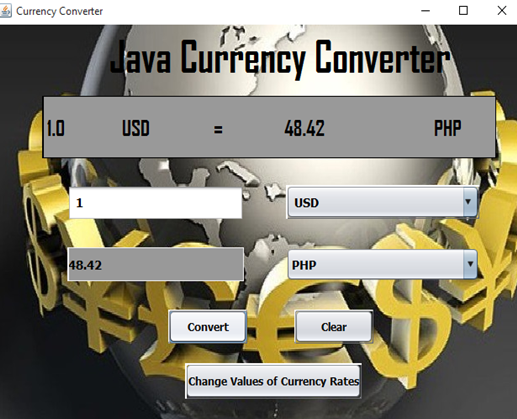 Currency Converter
Java Currency Converter
1.0 USD = 48.42 PHP
1 USD
48.42 PHP
Convert Clear
Change Values of Currency Rates